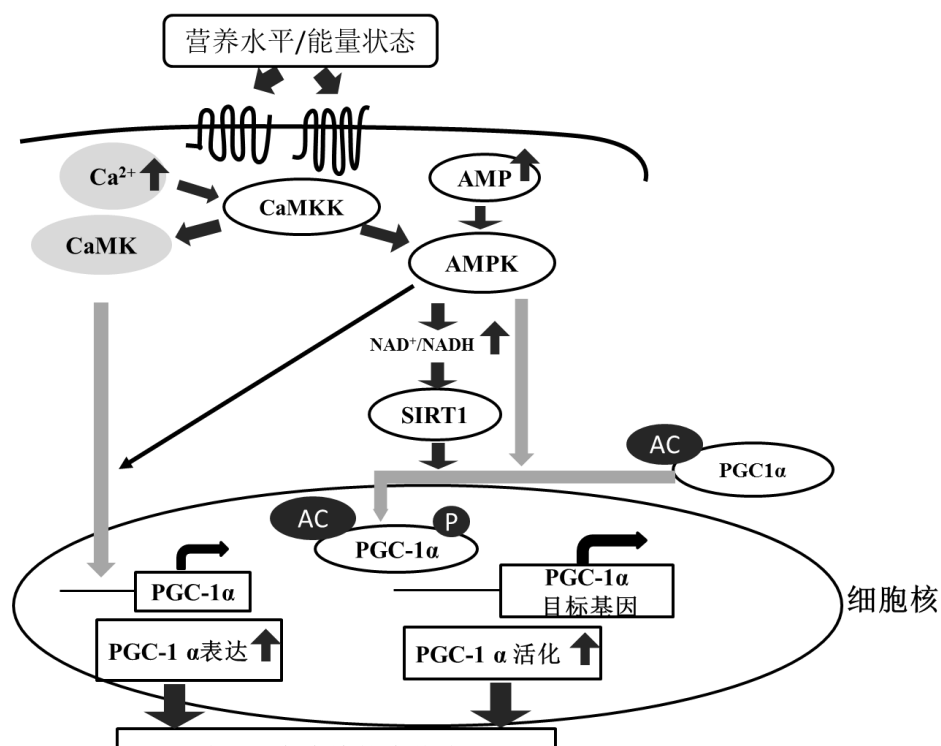 营养水平/能量状态
Ca²⁺
AMP
CaMKK
CaMK
AMPK
NAD⁺/NADH
SIRT1
AC
PGC1α
AC
P
PGC-1α
PGC-1α
PGC-1α
目标基因
细胞核
PGC-1 α表达
PGC-1 α 活化